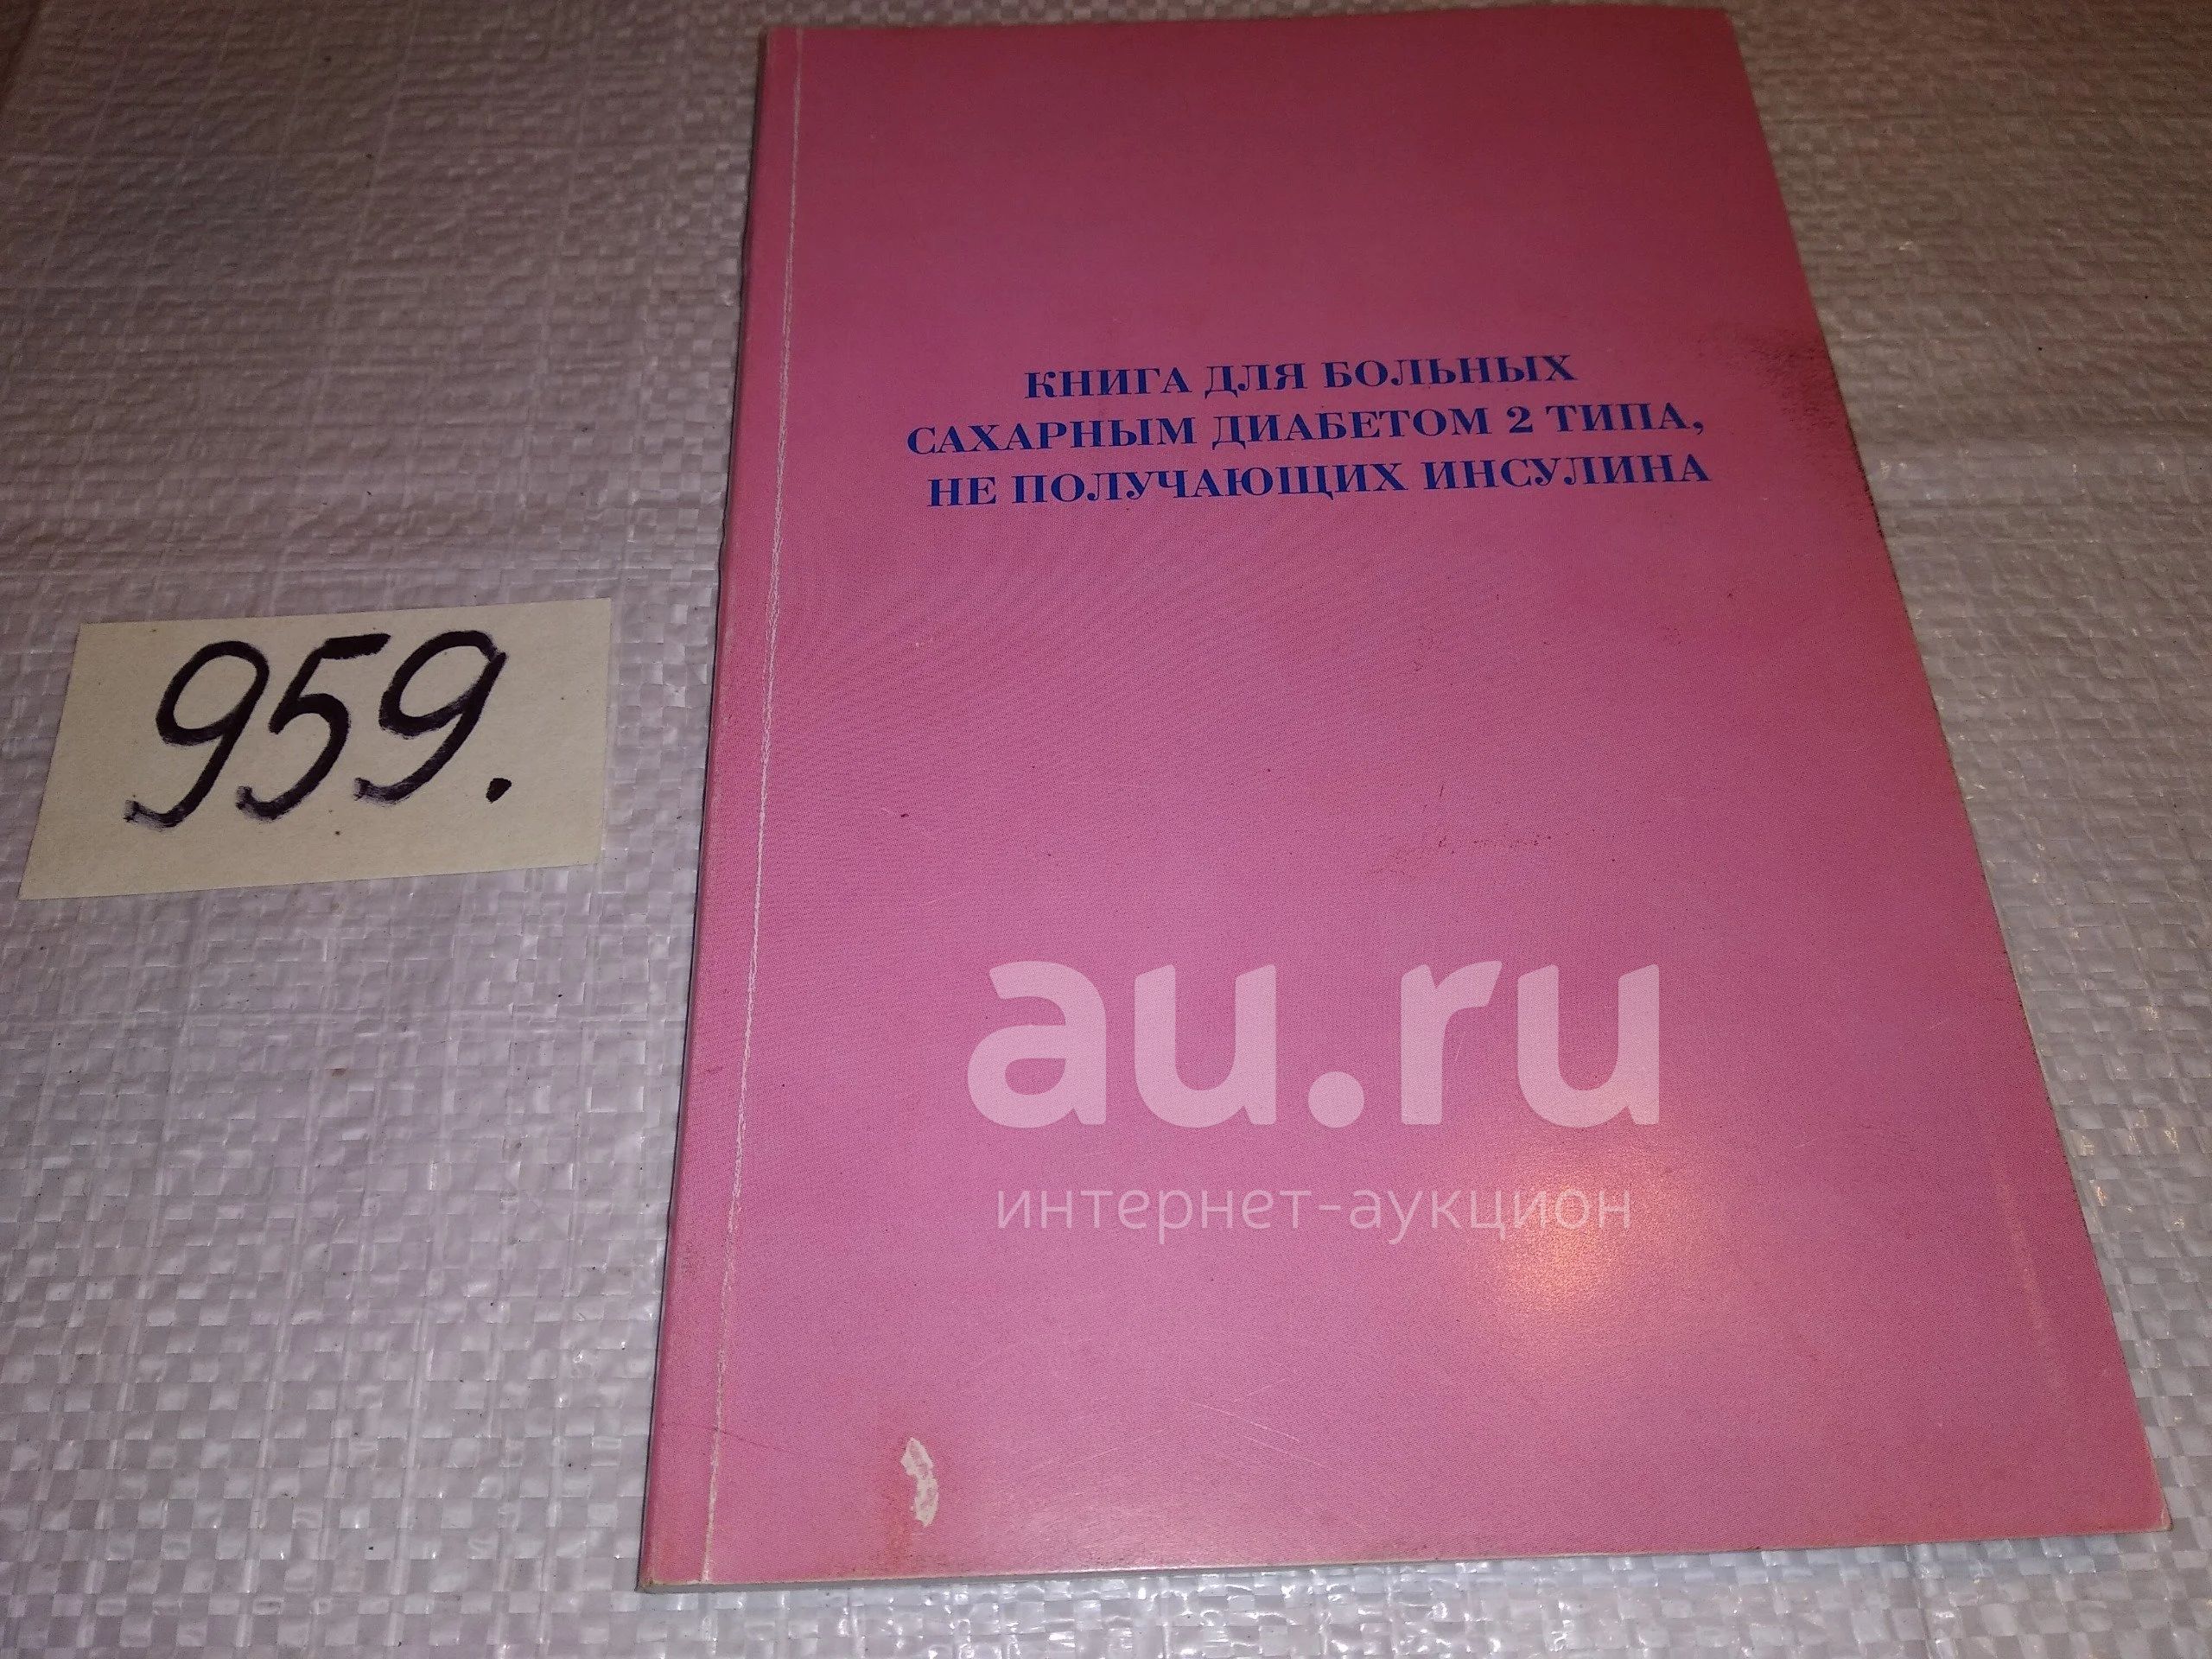 КНИГА ДЛЯ БОЛЬНЫХ
САХАРНЫМ ДИАБЕТОМ 2 ТИПА,
НЕ ПОЛУЧАЮЩИХ ИНСУЛИНА
959.
au.ru
интернет-аукцион